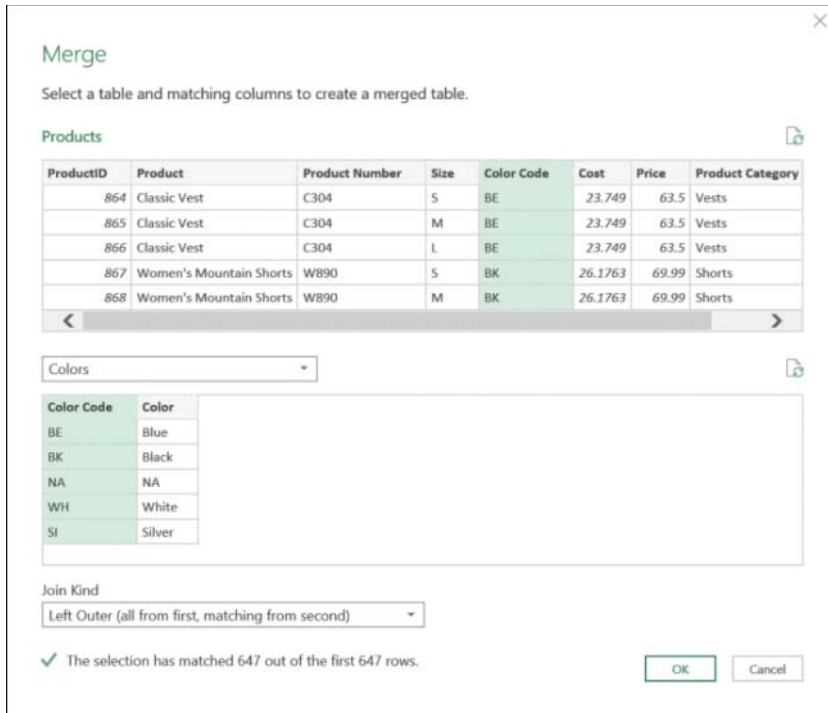 Merge
Select a table and matching columns to create a merged table.
Products
ProductID Product Product Number Size Color Code Cost Price Product Category
864 Classic Vest C304 S BE 23.749 63.5 Vests
865 Classic Vest C304 M BE 23.749 63.5 Vests
866 Classic Vest C304 L BE 23.749 63.5 Vests
867 Women's Mountain Shorts W890 S BK 26.1763 69.99 Shorts
868 Women's Mountain Shorts W890 M BK 26.1763 69.99 Shorts
Colors
Color Code Color
BE Blue
BK Black
NA NA
WH White
SI Silver
Join Kind
Left Outer (all from first, matching from second)
The selection has matched 647 out of the first 647 rows.
OK Cancel